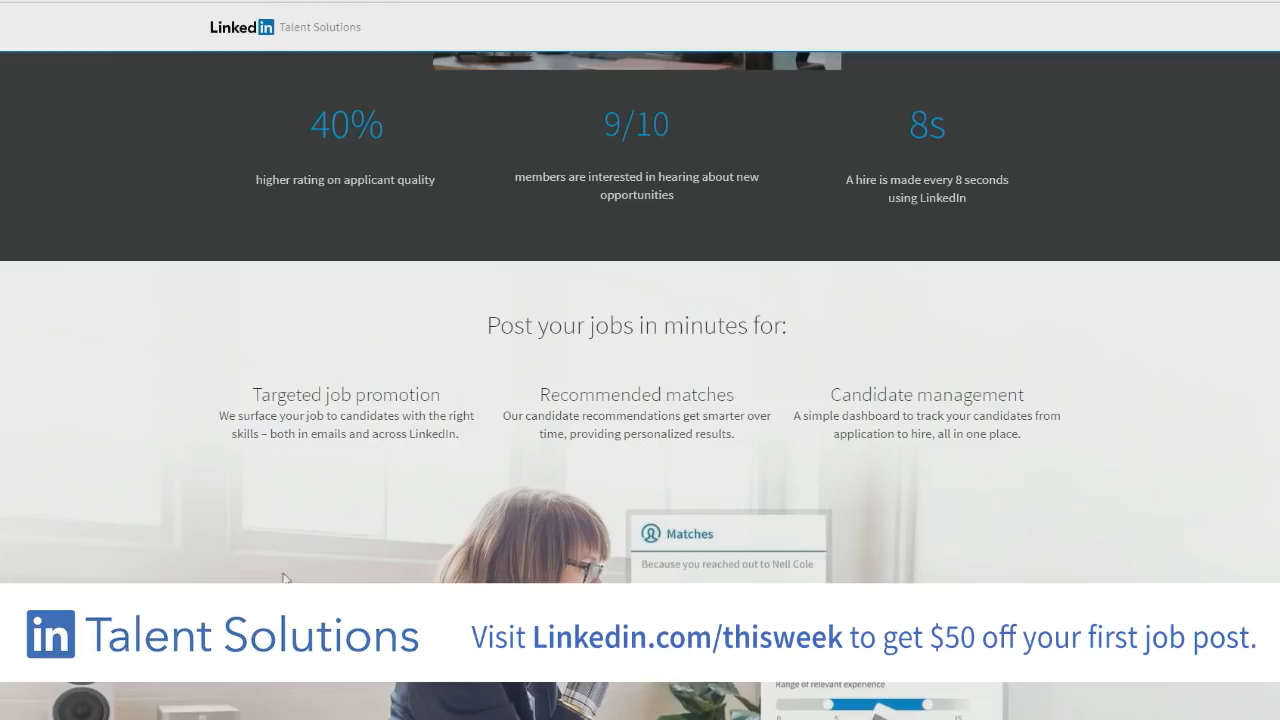 Linkedin Talent Solutions
40%
9/10
8s
higher rating on applicant quality
members are interested in hearing about new
opportunities
A hire is made every 8 seconds
using LinkedIn
Post your jobs in minutes for:
Targeted job promotion
We surface your job to candidates with the right
skills – both in emails and across LinkedIn.
Recommended matches
Our candidate recommendations get smarter over
time, providing personalized results.
Candidate management
A simple dashboard to track your candidates from
application to hire, all in one place.
Matches
Because you reached out to Nell Cole
in Talent Solutions
Visit Linkedin.com/thisweek to get $50 off your first job post.
Range of relevant experience